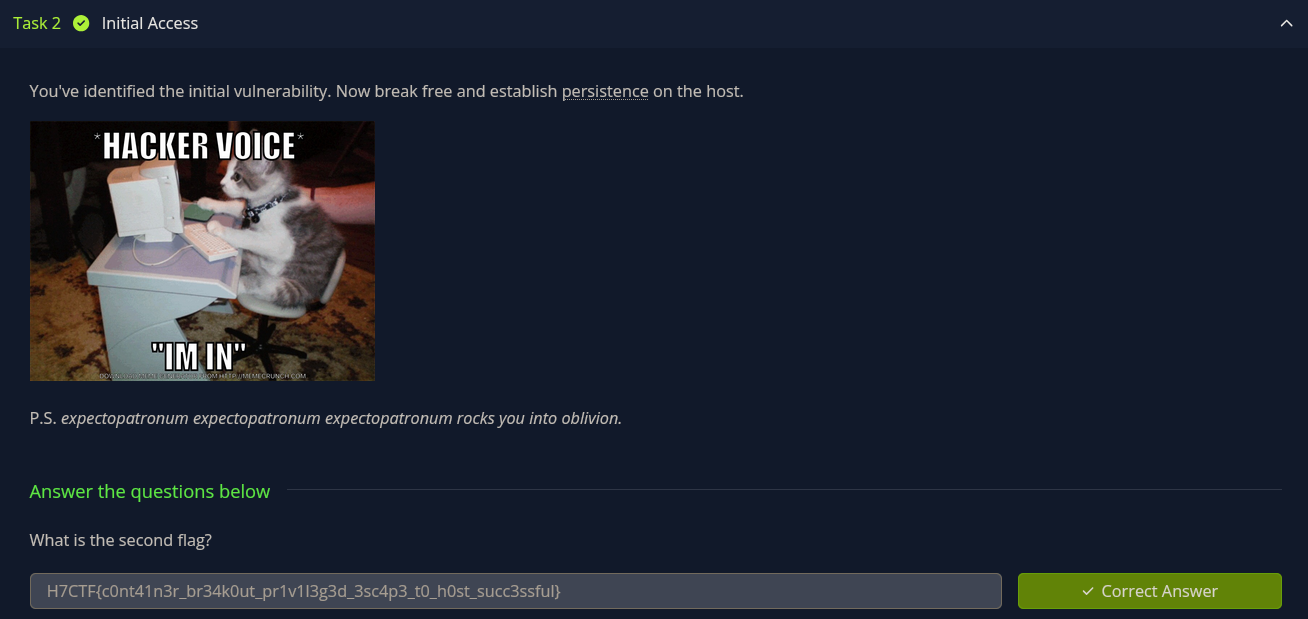 Task 2 Initial Access
You've identified the initial vulnerability. Now break free and establish persistence on the host.
*HACKER VOICE*
"IM IN"
P.S. expectopatronum expectopatronum expectopatronum rocks you into oblivion.
Answer the questions below
What is the second flag?
H7CTF{c0nt41n3r_br34k0ut_pr1v1l3g3d_3sc4p3_t0_h0st_succ3ssful}
Correct Answer